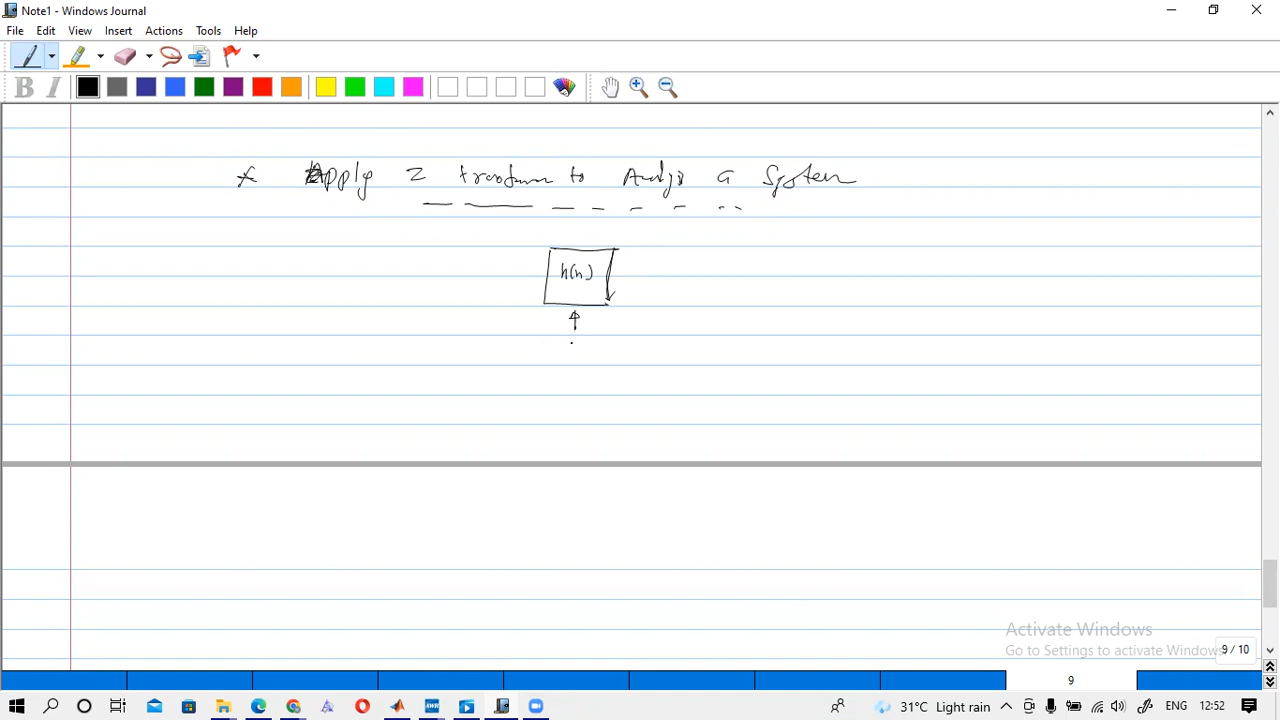 Note1 - Windows Journal
File Edit View Insert Actions Tools Help
B I
* Apply Z transform to Analyse a System
h(n)
Activate Windows
Go to Settings to activate Windows.
9 / 10
9
31°C Light rain ENG 12:52